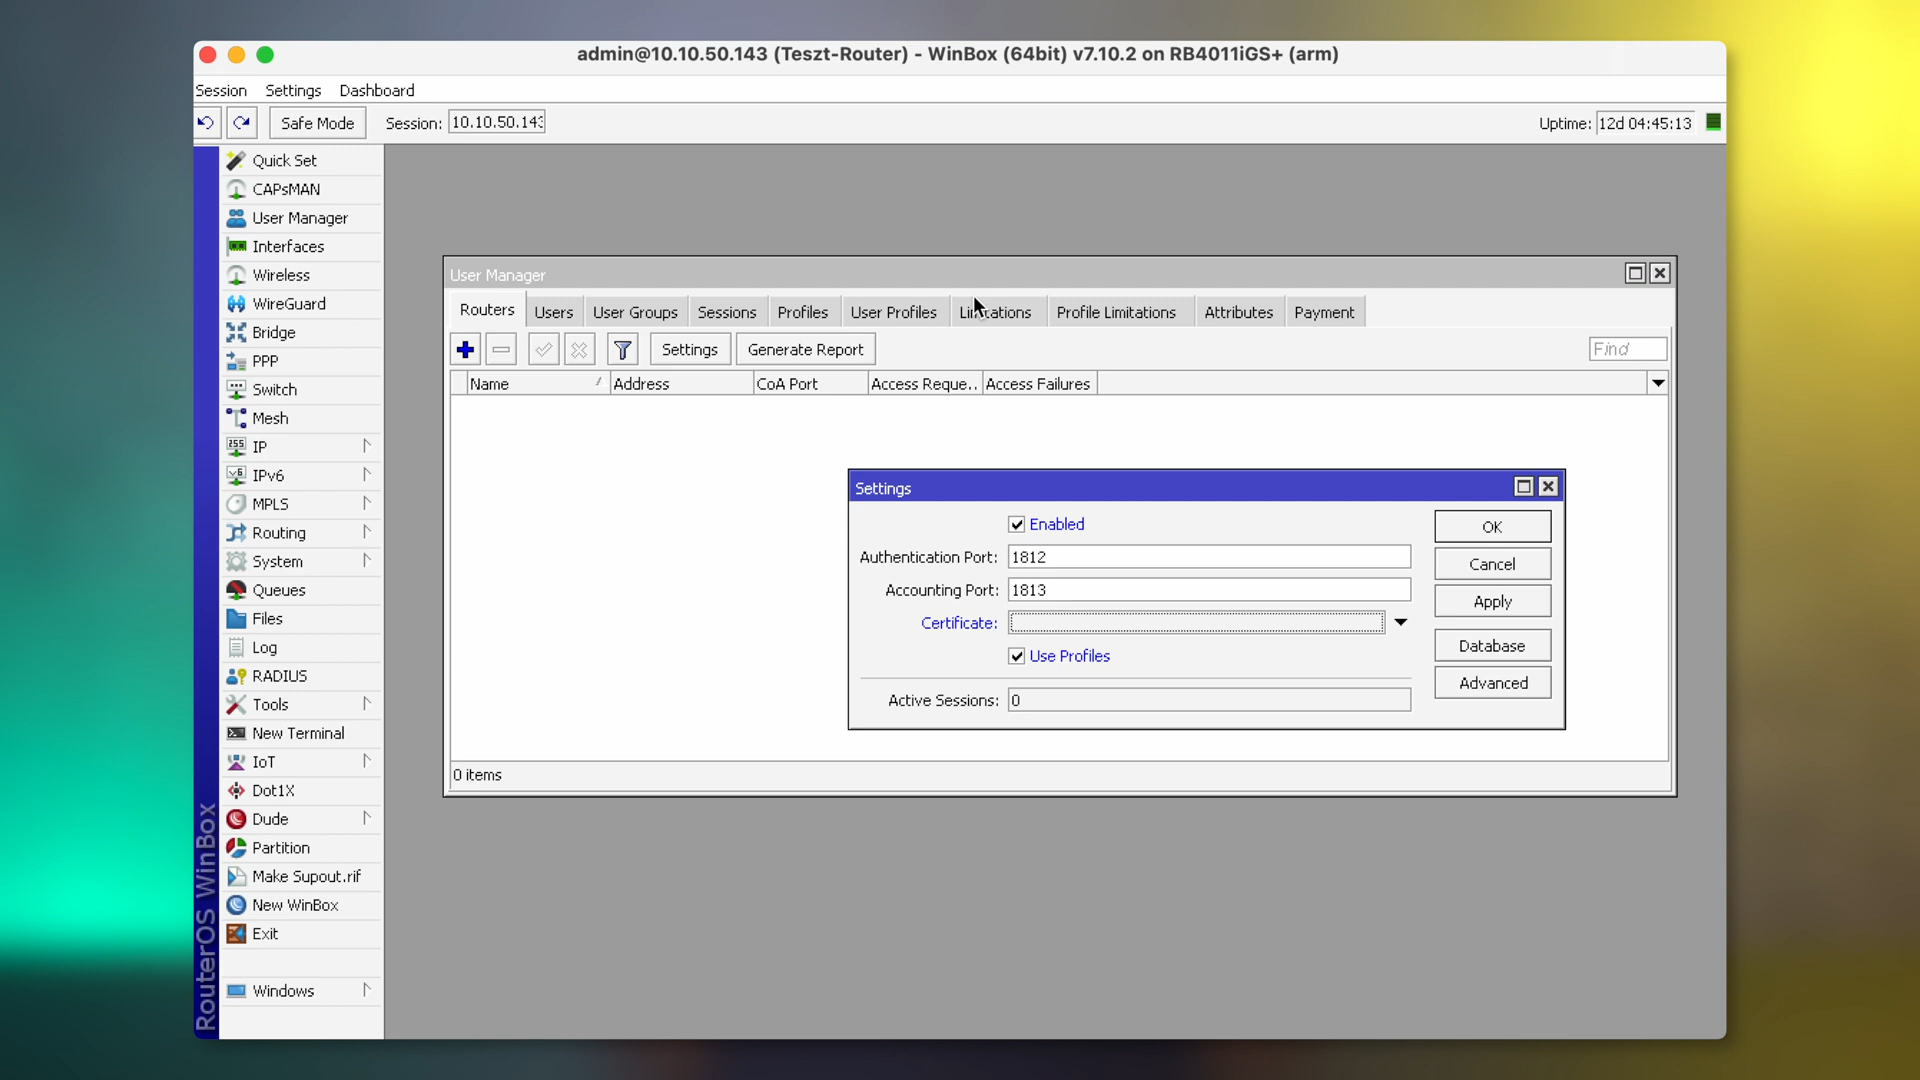 admin@10.10.50.143 (Teszt-Router) - WinBox (64bit) v7.10.2 on RB4011iGS+ (arm)
Session Settings Dashboard
Safe Mode Session: 10.10.50.143 Uptime: 12d 04:45:13
Quick Set
CAPsMAN
User Manager
Interfaces
Wireless
WireGuard
Bridge
PPP
Switch
Mesh
IP
IPv6
MPLS
Routing
System
Queues
Files
Log
RADIUS
Tools
New Terminal
IoT
Dot1X
Dude
Partition
Make Supout.rif
New WinBox
Exit
Windows
RouterOS WinBox
User Manager
Routers Users User Groups Sessions Profiles User Profiles Limitations Profile Limitations Attributes Payment
Settings Generate Report Find
Name Address CoA Port Access Reque.. Access Failures
Settings
Enabled
OK
Authentication Port: 1812
Cancel
Accounting Port: 1813
Apply
Certificate:
Database
Use Profiles
Advanced
Active Sessions: 0
0 items